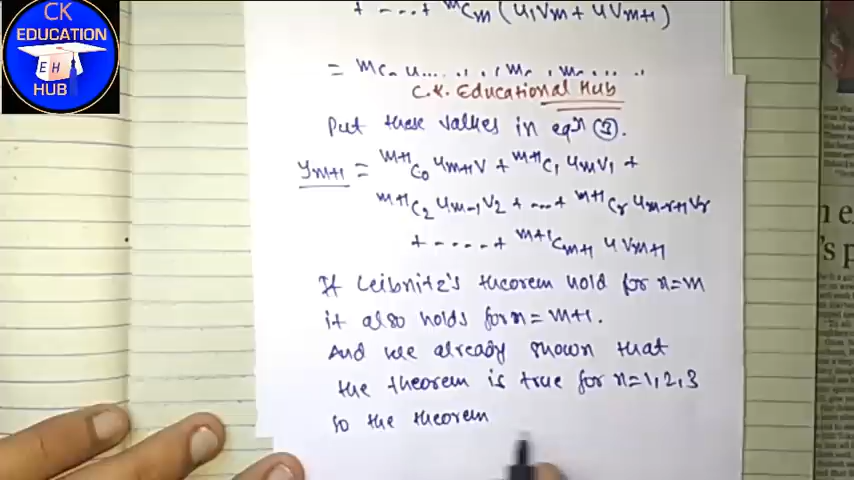 CK
EDUCATION
EH
HUB
+ -...+ ᵐCₘ (u₁Vₘ + uVₘ₊₁)
= ᵐC
C.K. Educational Hub
Put these values in eqⁿ ③.
yₘ₊₁ = ᵐ⁺¹C₀ uₘ₊₁V + ᵐ⁺¹C₁ uₘV₁ +
ᵐ⁺¹C₂ uₘ₋₁V₂ + ...+ ᵐ⁺¹Cᵣ uₘ₋ᵣ₊₁Vᵣ
+ - - - - + ᵐ⁺¹Cₘ₊₁ uVₘ₊₁
If Leibnitz's theorem hold for n=m
it also holds for n = m+1.
And we already shown that
the theorem is true for n=1,2,3
so the theorem